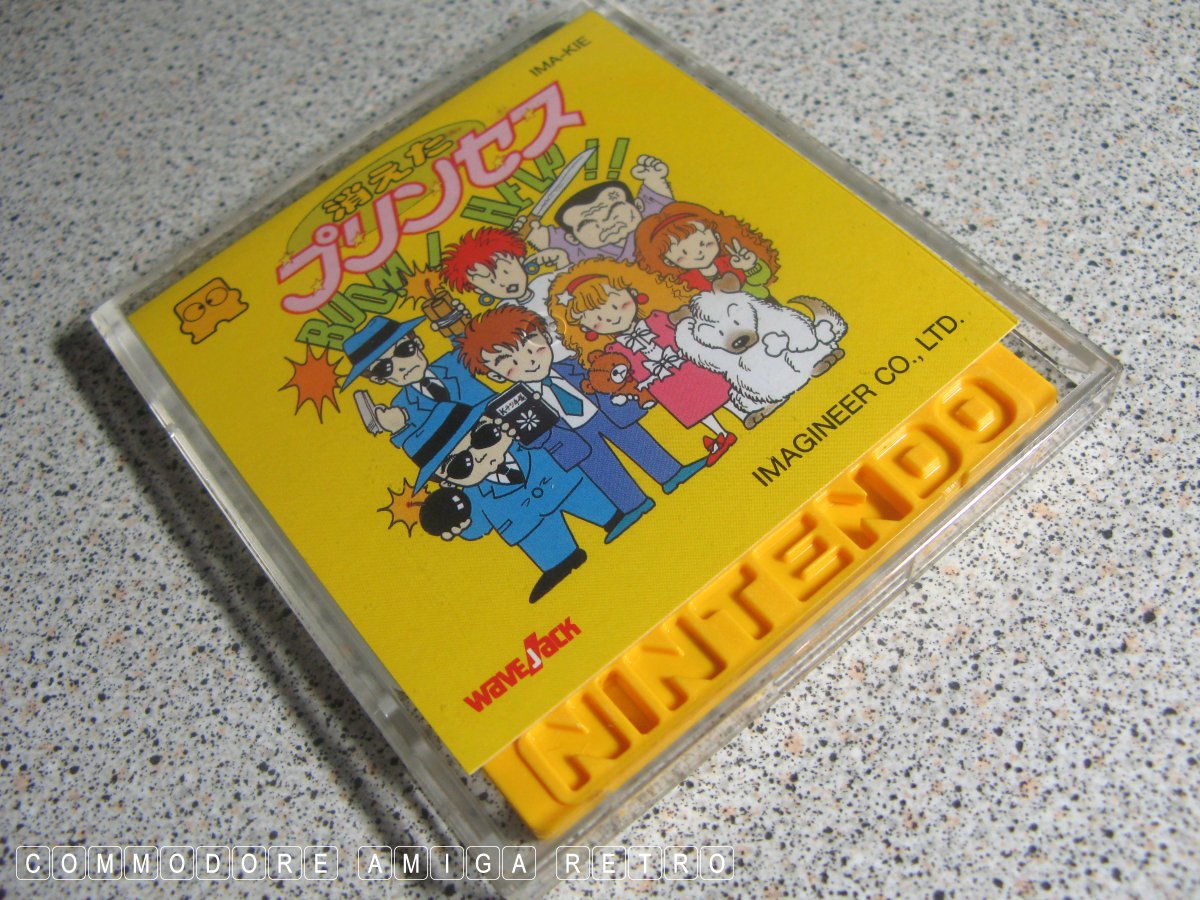 IMA-KIE
消えた
プリンセス
BLOW!
HELP!!
IMAGINEER CO., LTD.
WAVEJACK
NINTENDO
COMMODORE AMIGA RETRO